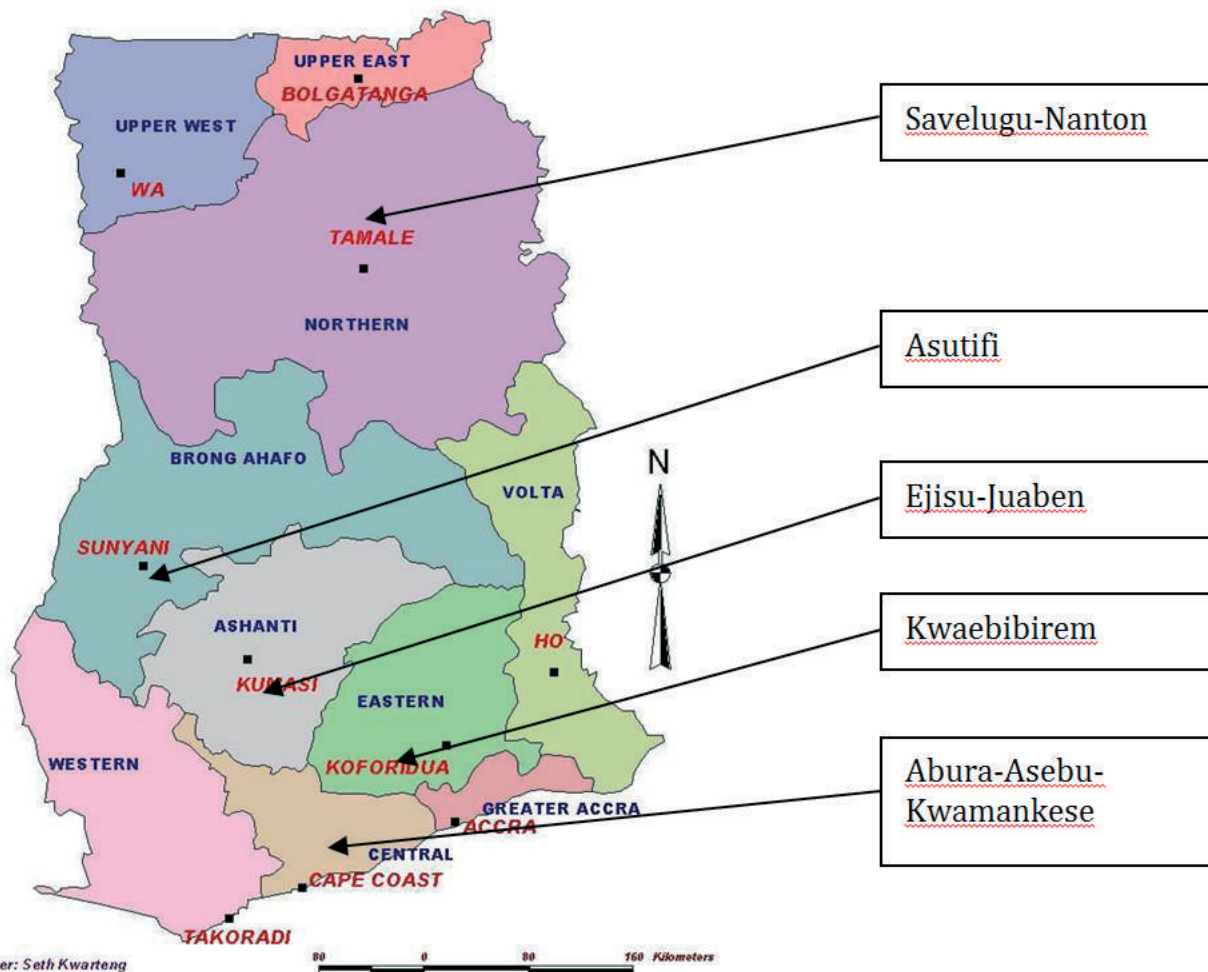 UPPER EAST
BOLGATANGA
UPPER WEST
WA
Savelugu-Nanton
TAMALE
NORTHERN
Asutifi
BRONG AHAFO
N
VOLTA
Ejisu-Juaben
SUNYANI
ASHANTI
Kwaebibirem
HO
KUMASI
EASTERN
WESTERN
KOFORIDUA
Abura-Asebu-
Kwamankese
GREATER ACCRA
ACCRA
CENTRAL
CAPE COAST
TAKORADI
er: Seth Kwarteng
80 0 80 160 Kilometers